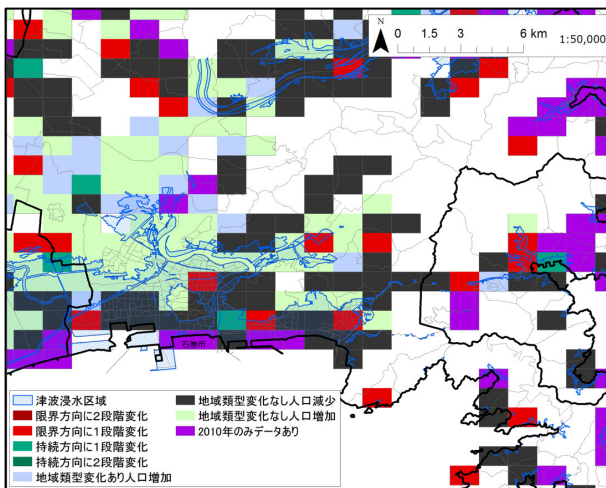 N
0 1.5 3 6 km 1:50,000
石巻市
津波浸水区域
限界方向に2段階変化
限界方向に1段階変化
持続方向に1段階変化
持続方向に2段階変化
地域類型変化あり人口増加
地域類型変化なし人口減少
地域類型変化なし人口増加
2010年のみデータあり